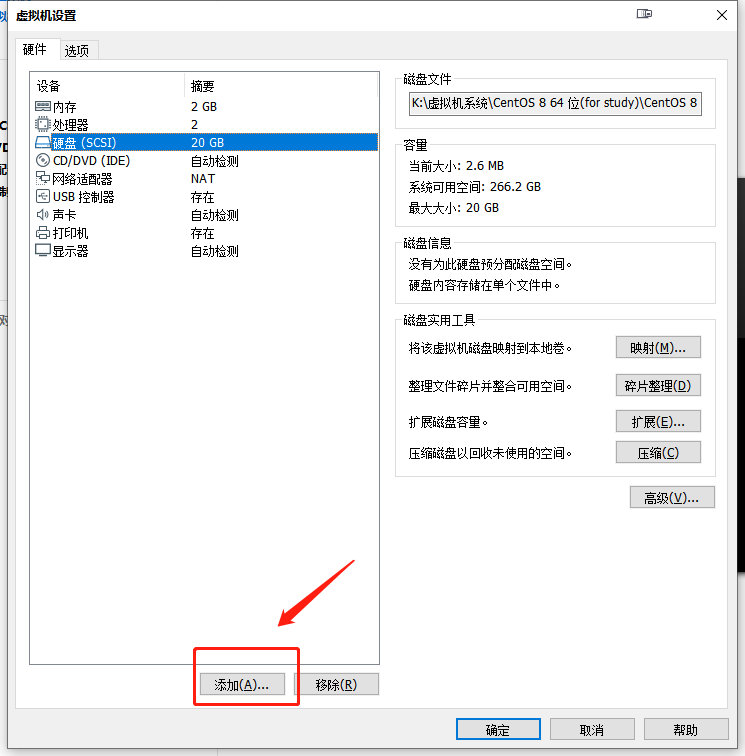 虚拟机设置
硬件
选项
设备 摘要
内存 2 GB
处理器 2
硬盘 (SCSI) 20 GB
CD/DVD (IDE) 自动检测
网络适配器 NAT
USB 控制器 存在
声卡 自动检测
打印机 存在
显示器 自动检测
添加(A)... 移除(R)
磁盘文件
K:\虚拟机系统\CentOS 8 64 位(for study)\CentOS 8
容量
当前大小: 2.6 MB
系统可用空间: 266.2 GB
最大大小: 20 GB
磁盘信息
没有为此硬盘预分配磁盘空间。
硬盘内容存储在单个文件中。
磁盘实用工具
将该虚拟机磁盘映射到本地卷。 映射(M)...
整理文件碎片并整合可用空间。 碎片整理(D)
扩展磁盘容量。 扩展(E)...
压缩磁盘以回收未使用的空间。 压缩(C)
高级(V)...
确定 取消 帮助